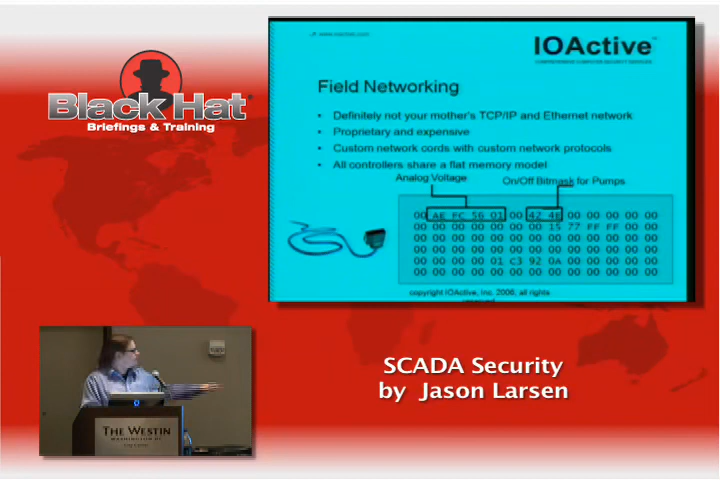 Black Hat
Briefings & Training
IOActive
Field Networking
• Definitely not your mother's TCP/IP and Ethernet network
• Proprietary and expensive
• Custom network cords with custom network protocols
• All controllers share a flat memory model
Analog Voltage
On/Off Bitmask for Pumps
00 AE FC 56 01 00 42 4E 00 00 00 00 00
00 00 00 00 00 00 00 15 77 FF FF 00 00
00 00 00 00 00 00 00 00 00 00 00 00 00
00 00 00 00 01 C3 92 0A 00 00 00 00 00
00 00 00 00 00 00 00 00 00 00 00 00 00
copyright IOActive, Inc. 2006, all rights
THE WESTIN
WASHINGTON DC
SCADA Security
by Jason Larsen